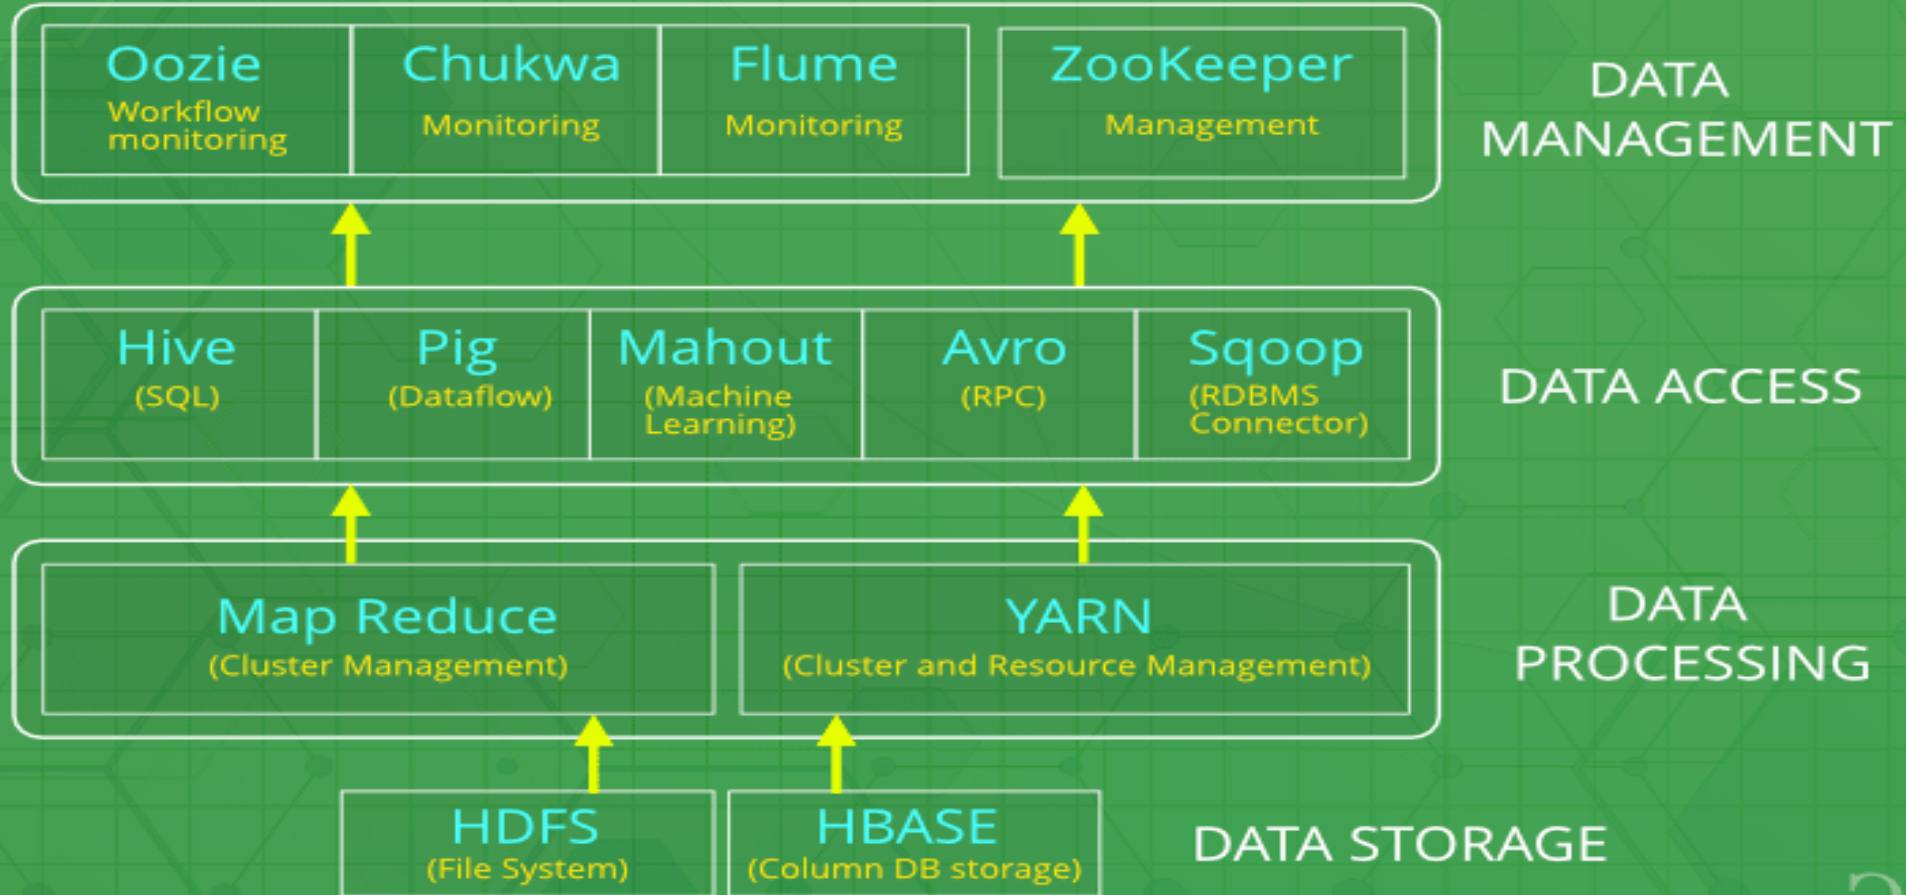 Oozie
Workflow
monitoring
Chukwa
Monitoring
Flume
Monitoring
ZooKeeper
Management
DATA
MANAGEMENT
Hive
(SQL)
Pig
(Dataflow)
Mahout
(Machine
Learning)
Avro
(RPC)
Sqoop
(RDBMS
Connector)
DATA ACCESS
Map Reduce
(Cluster Management)
YARN
(Cluster and Resource Management)
DATA
PROCESSING
HDFS
(File System)
HBASE
(Column DB storage)
DATA STORAGE